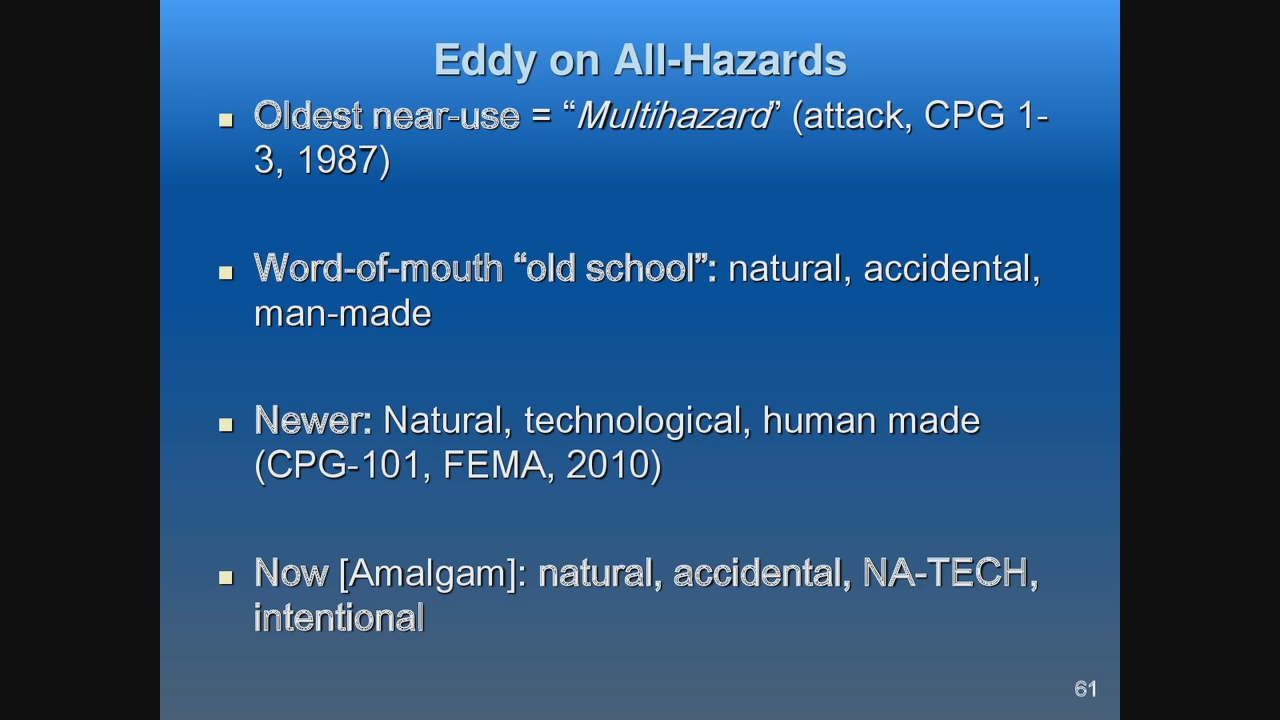 Eddy on All-Hazards
Oldest near-use = “Multihazard” (attack, CPG 1-
3, 1987)
Word-of-mouth “old school”: natural, accidental,
man-made
Newer: Natural, technological, human made
(CPG-101, FEMA, 2010)
Now [Amalgam]: natural, accidental, NA-TECH,
intentional
61